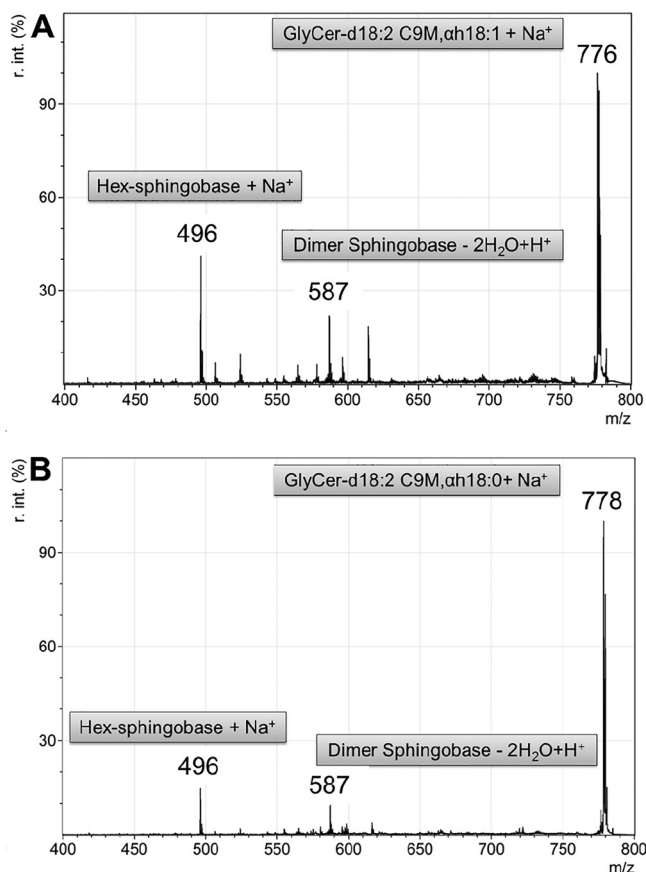 A
r. int. (%)
GlyCer-d18:2 C9M,αh18:1 + Na⁺
776
90
Hex-sphingobase + Na⁺
60
496
Dimer Sphingobase - 2H₂O+H⁺
587
30
400 450 500 550 600 650 700 750 800
m/z
B
r. int. (%)
GlyCer-d18:2 C9M,αh18:0+ Na⁺
778
90
60
Hex-sphingobase + Na⁺
30
Dimer Sphingobase - 2H₂O+H⁺
496
587
400 450 500 550 600 650 700 750 800
m/z